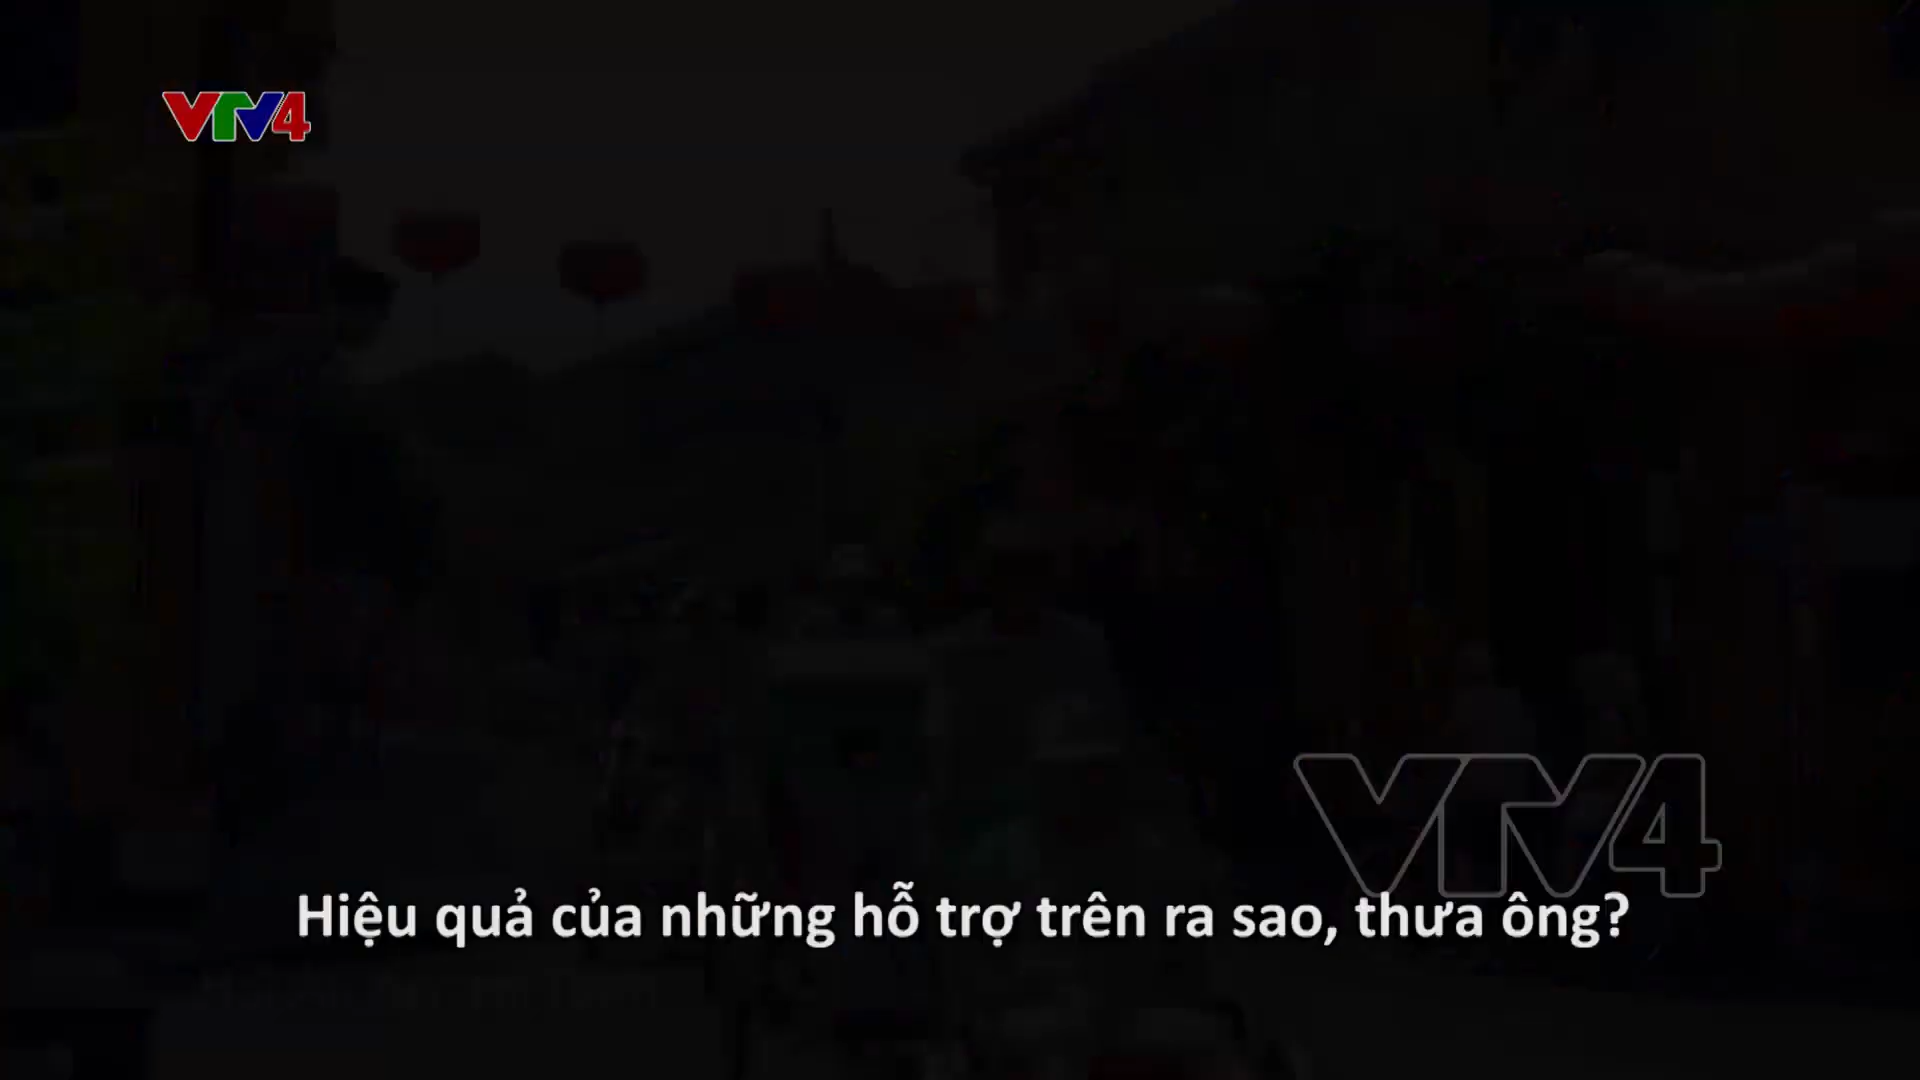 VTV4
VTV4
Hiệu quả của những hỗ trợ trên ra sao, thưa ông?